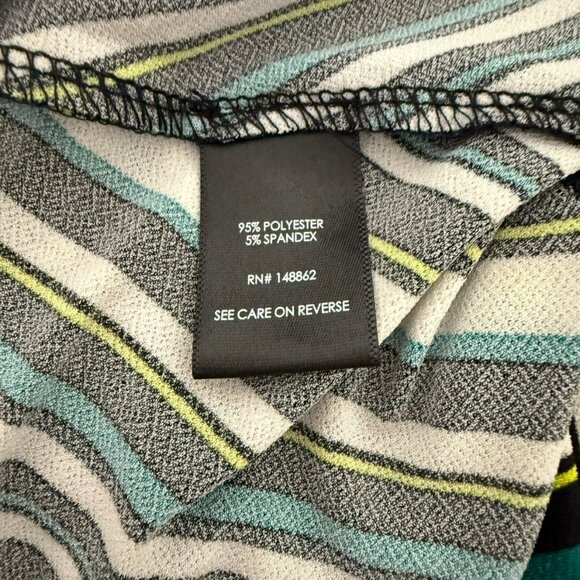 95% POLYESTER
5% SPANDEX
RN# 148862
SEE CARE ON REVERSE